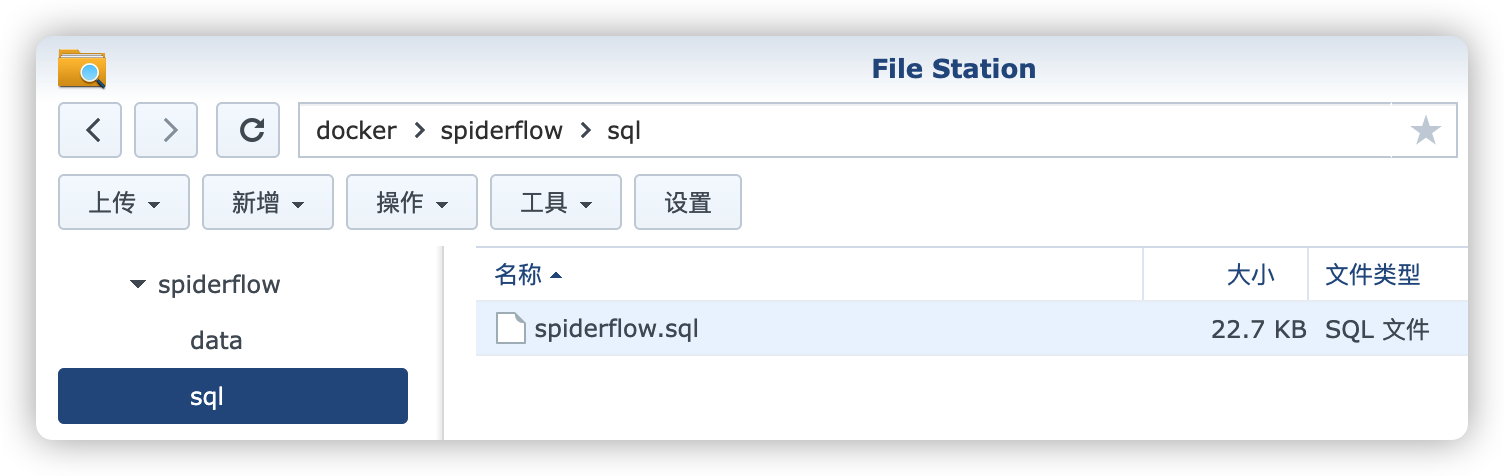 File Station
docker > spiderflow > sql
上传 新增 操作 工具 设置
spiderflow
data
sql
名称 大小 文件类型
spiderflow.sql 22.7 KB SQL 文件